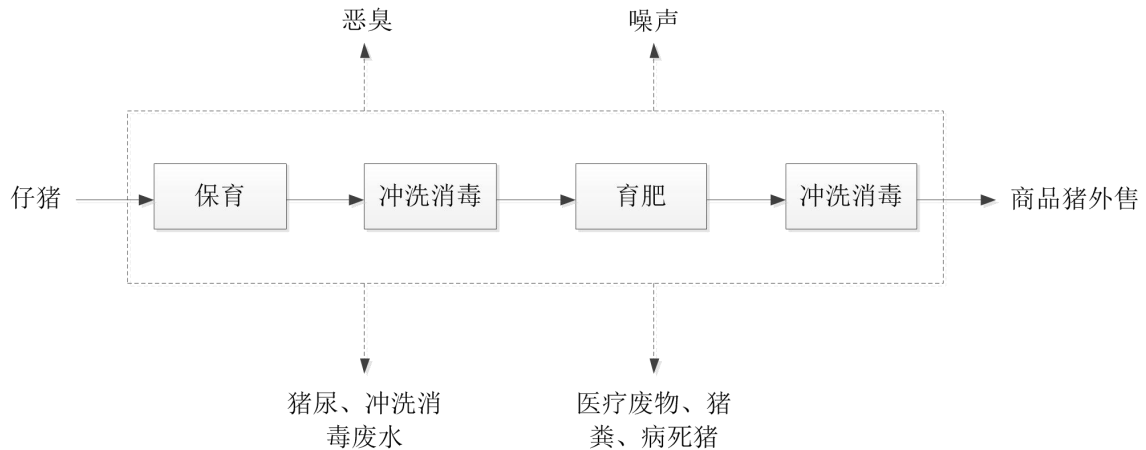 恶臭
噪声
仔猪
保育
冲洗消毒
育肥
冲洗消毒
商品猪外售
猪尿、冲洗消
毒废水
医疗废物、猪
粪、病死猪